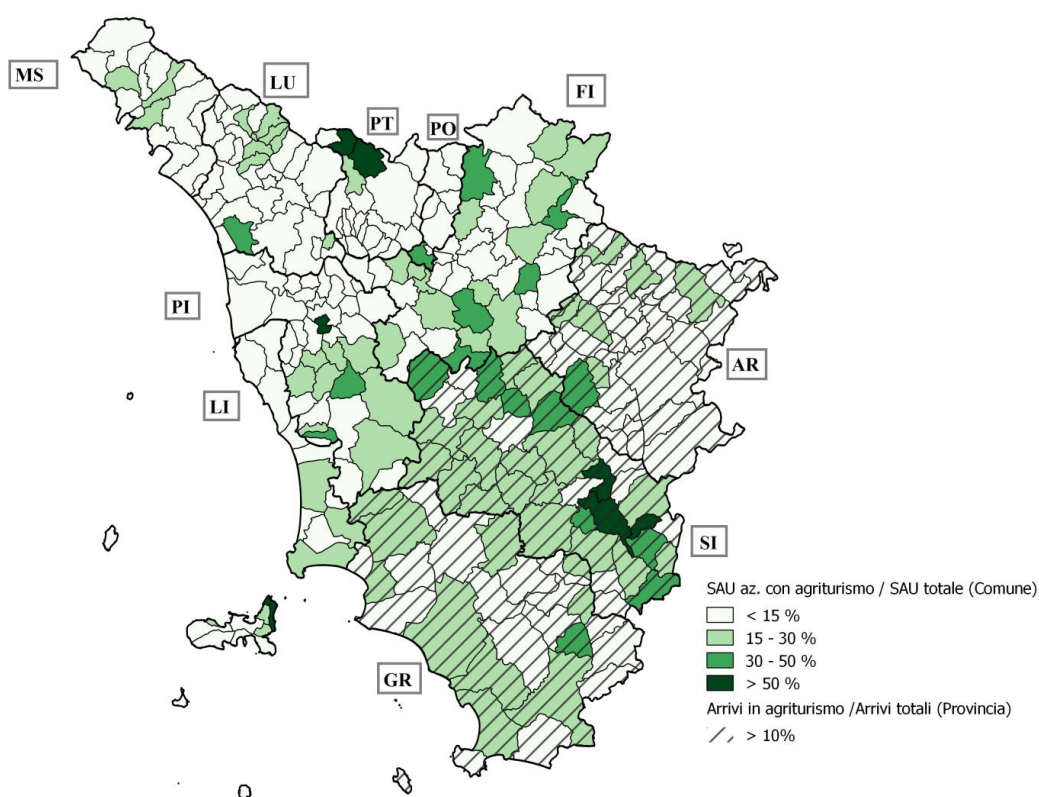 MS
LU
PT
PO
FI
PI
AR
LI
SI
GR
SAU az. con agriturismo / SAU totale (Comune)
< 15 %
15 - 30 %
30 - 50 %
> 50 %
Arrivi in agriturismo /Arrivi totali (Provincia)
> 10%